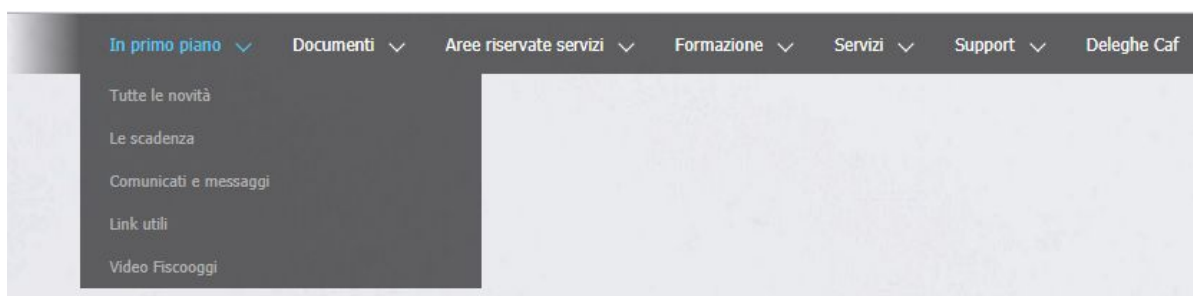 In primo piano Documenti Aree riservate servizi Formazione Servizi Support Deleghe Caf
Tutte le novità
Le scadenza
Comunicati e messaggi
Link utili
Video Fiscooggi